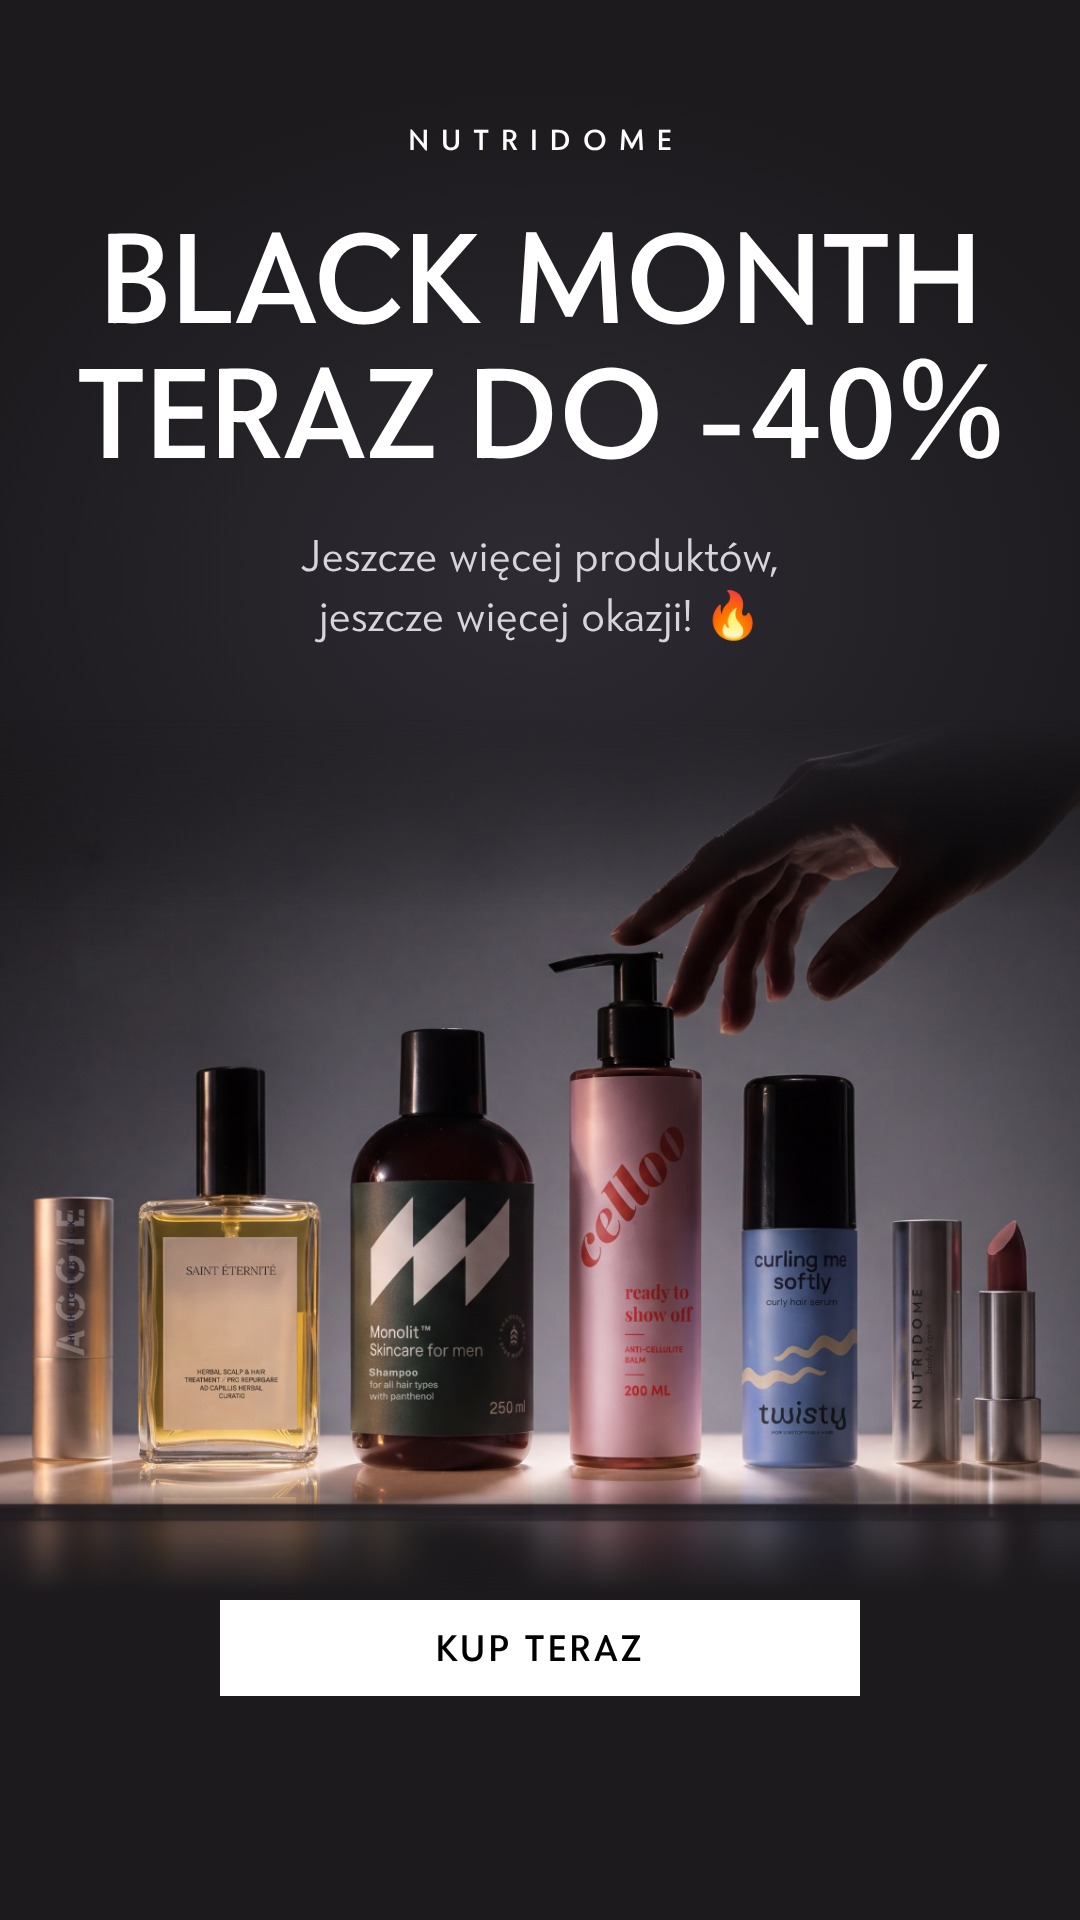 NUTRIDOME
BLACK MONTH
TERAZ DO -40%
Jeszcze więcej produktów,
jeszcze więcej okazji! 🔥
AGGIE
SAINT ÉTERNITÉ
HERBAL SCALP & HAIR
TREATMENT / PRO REPURGARE
AD CAPILLIS HERBAL
CURATIO
Monolit™
Skincare for men
Shampoo
for all hair types
with panthenol
250 ml
celloo
ready to
show off
ANTI-CELLULITE
BALM
200 ML
curling me
softly
curly hair serum
twisty
NUTRIDOME
KUP TERAZ